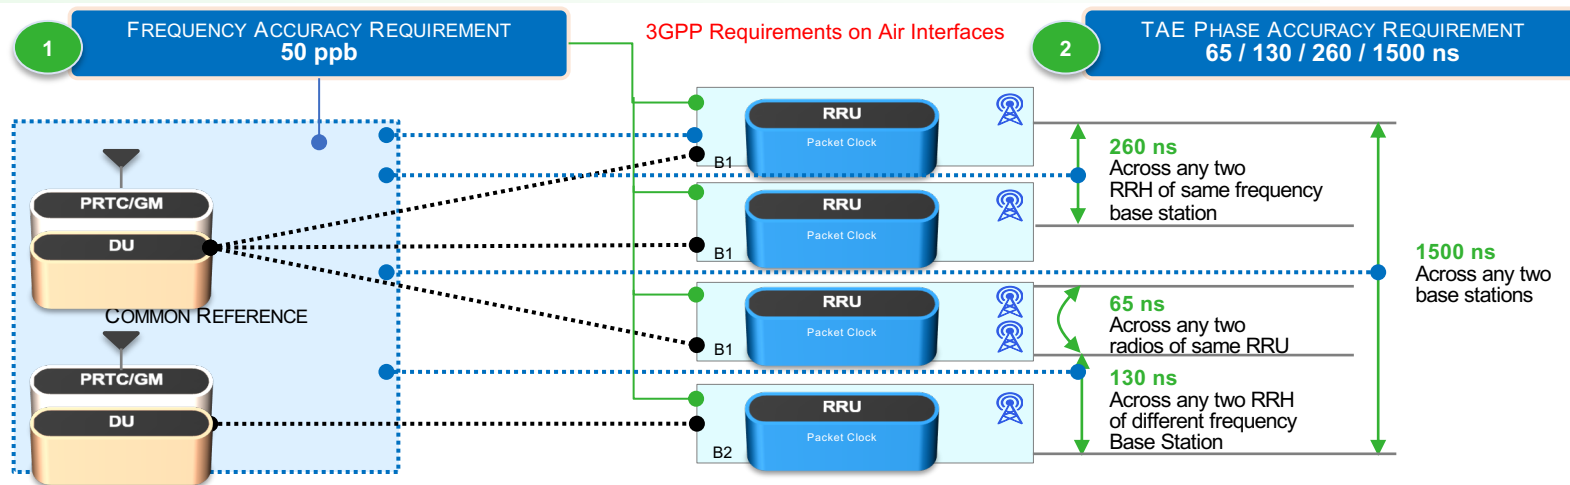 1
FREQUENCY ACCURACY REQUIREMENT
50 ppb
3GPP Requirements on Air Interfaces
2
TAE PHASE ACCURACY REQUIREMENT
65 / 130 / 260 / 1500 ns
PRTC/GM
DU
COMMON REFERENCE
PRTC/GM
DU
RRU
Packet Clock
B1
RRU
Packet Clock
B1
RRU
Packet Clock
B1
RRU
Packet Clock
B2
260 ns
Across any two
RRH of same frequency
base station
65 ns
Across any two
radios of same RRU
130 ns
Across any two RRH
of different frequency
Base Station
1500 ns
Across any two
base stations